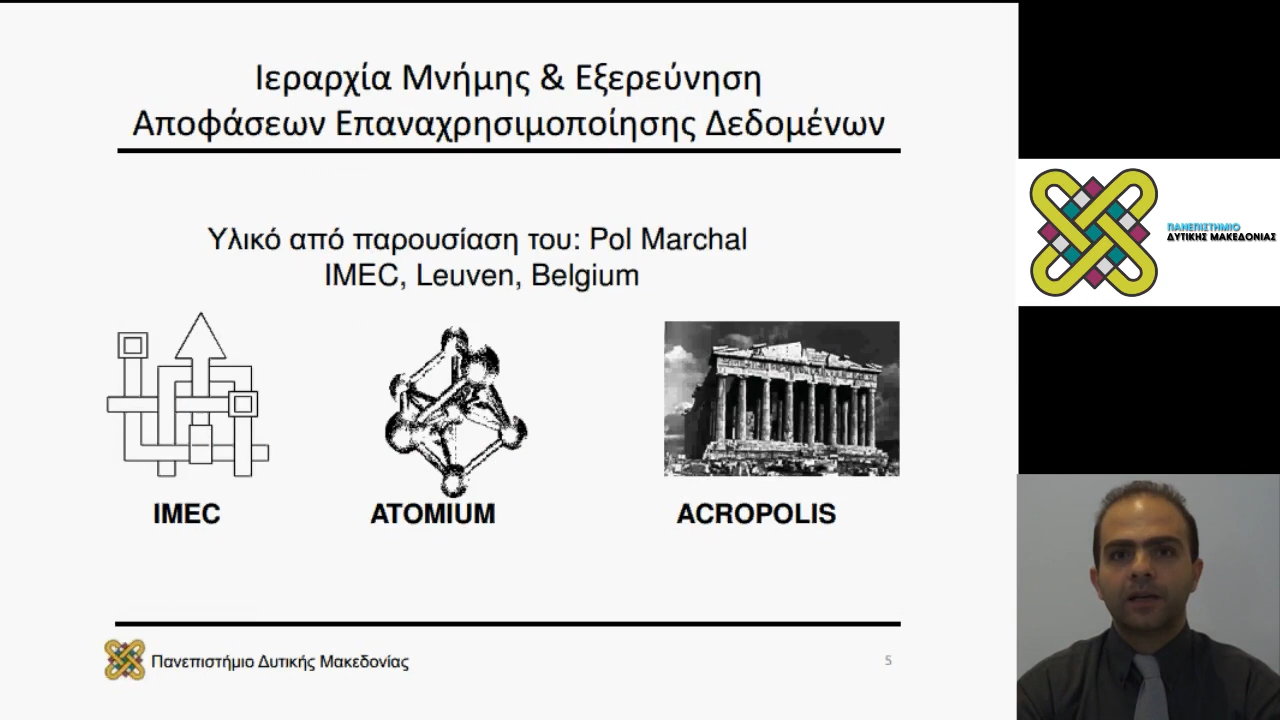 Ιεραρχία Μνήμης & Εξερεύνηση
Αποφάσεων Επαναχρησιμοποίησης Δεδομένων
Υλικό από παρουσίαση του: Pol Marchal
IMEC, Leuven, Belgium
IMEC
ATOMIUM
ACROPOLIS
Πανεπιστήμιο Δυτικής Μακεδονίας
5
ΠΑΝΕΠΙΣΤΗΜΙΟ
ΔΥΤΙΚΗΣ ΜΑΚΕΔΟΝΙΑΣ